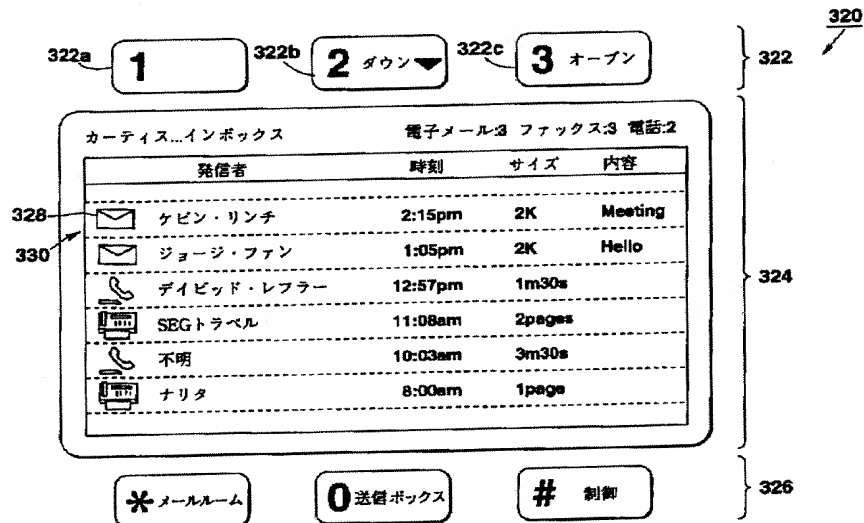 320
322a 1 322b 2 ダウン 322c 3 オープン 322
カーティス...インボックス 電子メール:3 ファックス:3 電話:2
発信者 時刻 サイズ 内容
328 ケビン・リンチ 2:15pm 2K Meeting
330 ジョージ・ファン 1:05pm 2K Hello
デイビッド・レフラー 12:57pm 1m30s 324
SEGトラベル 11:08am 2pages
不明 10:03am 3m30s
ナリタ 8:00am 1page
* メールルーム 0 送信ボックス # 制御 326